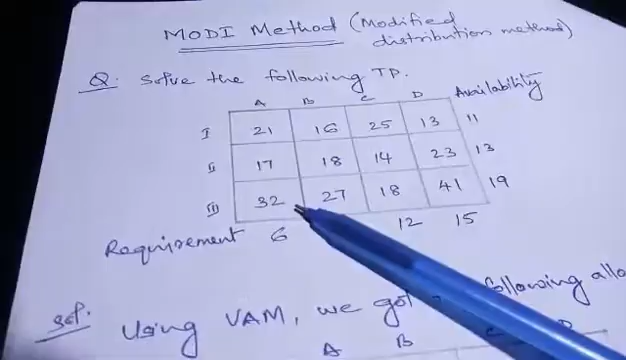 MODI Method (Modified
distribution method)
Q. Solve the following TP.
A B C D Availability
I 21 16 25 13 11
II 17 18 14 23 13
III 32 27 18 41 19
Requirement 6 12 15
Sol. Using VAM, we got following
A B C D